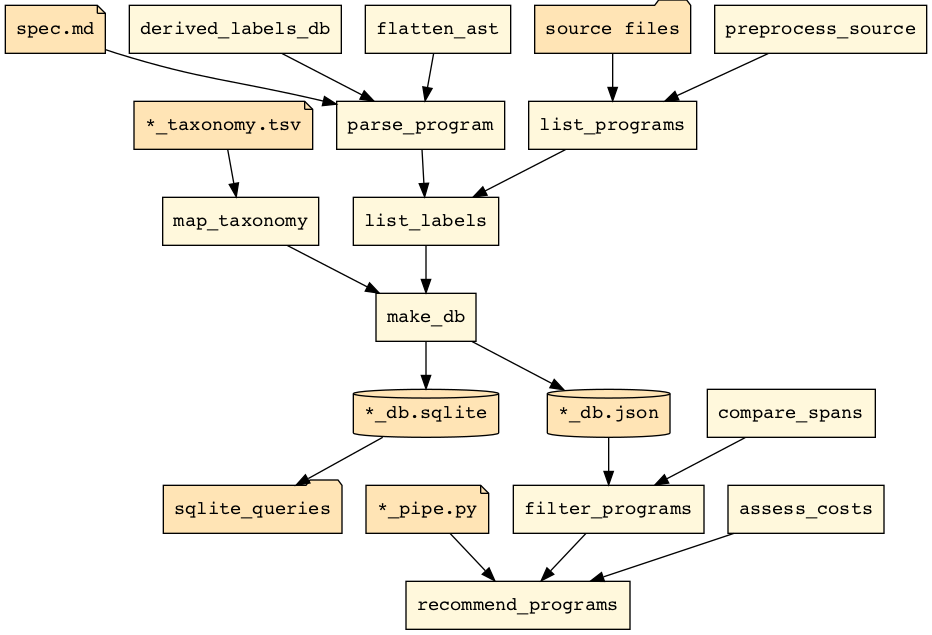 spec.md
derived_labels_db
flatten_ast
source files
preprocess_source
*_taxonomy.tsv
parse_program
list_programs
map_taxonomy
list_labels
make_db
*_db.sqlite
*_db.json
compare_spans
sqlite_queries
*_pipe.py
filter_programs
assess_costs
recommend_programs